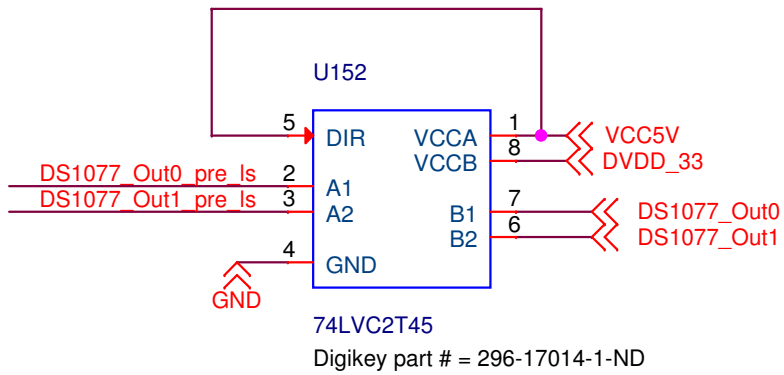 U152
5
DIR
VCCA
1
VCC5V
VCCB
8
DVDD_33
DS1077_Out0_pre_ls
2
A1
B1
7
DS1077_Out0
DS1077_Out1_pre_ls
3
A2
B2
6
DS1077_Out1
4
GND
GND
74LVC2T45
Digikey part # = 296-17014-1-ND